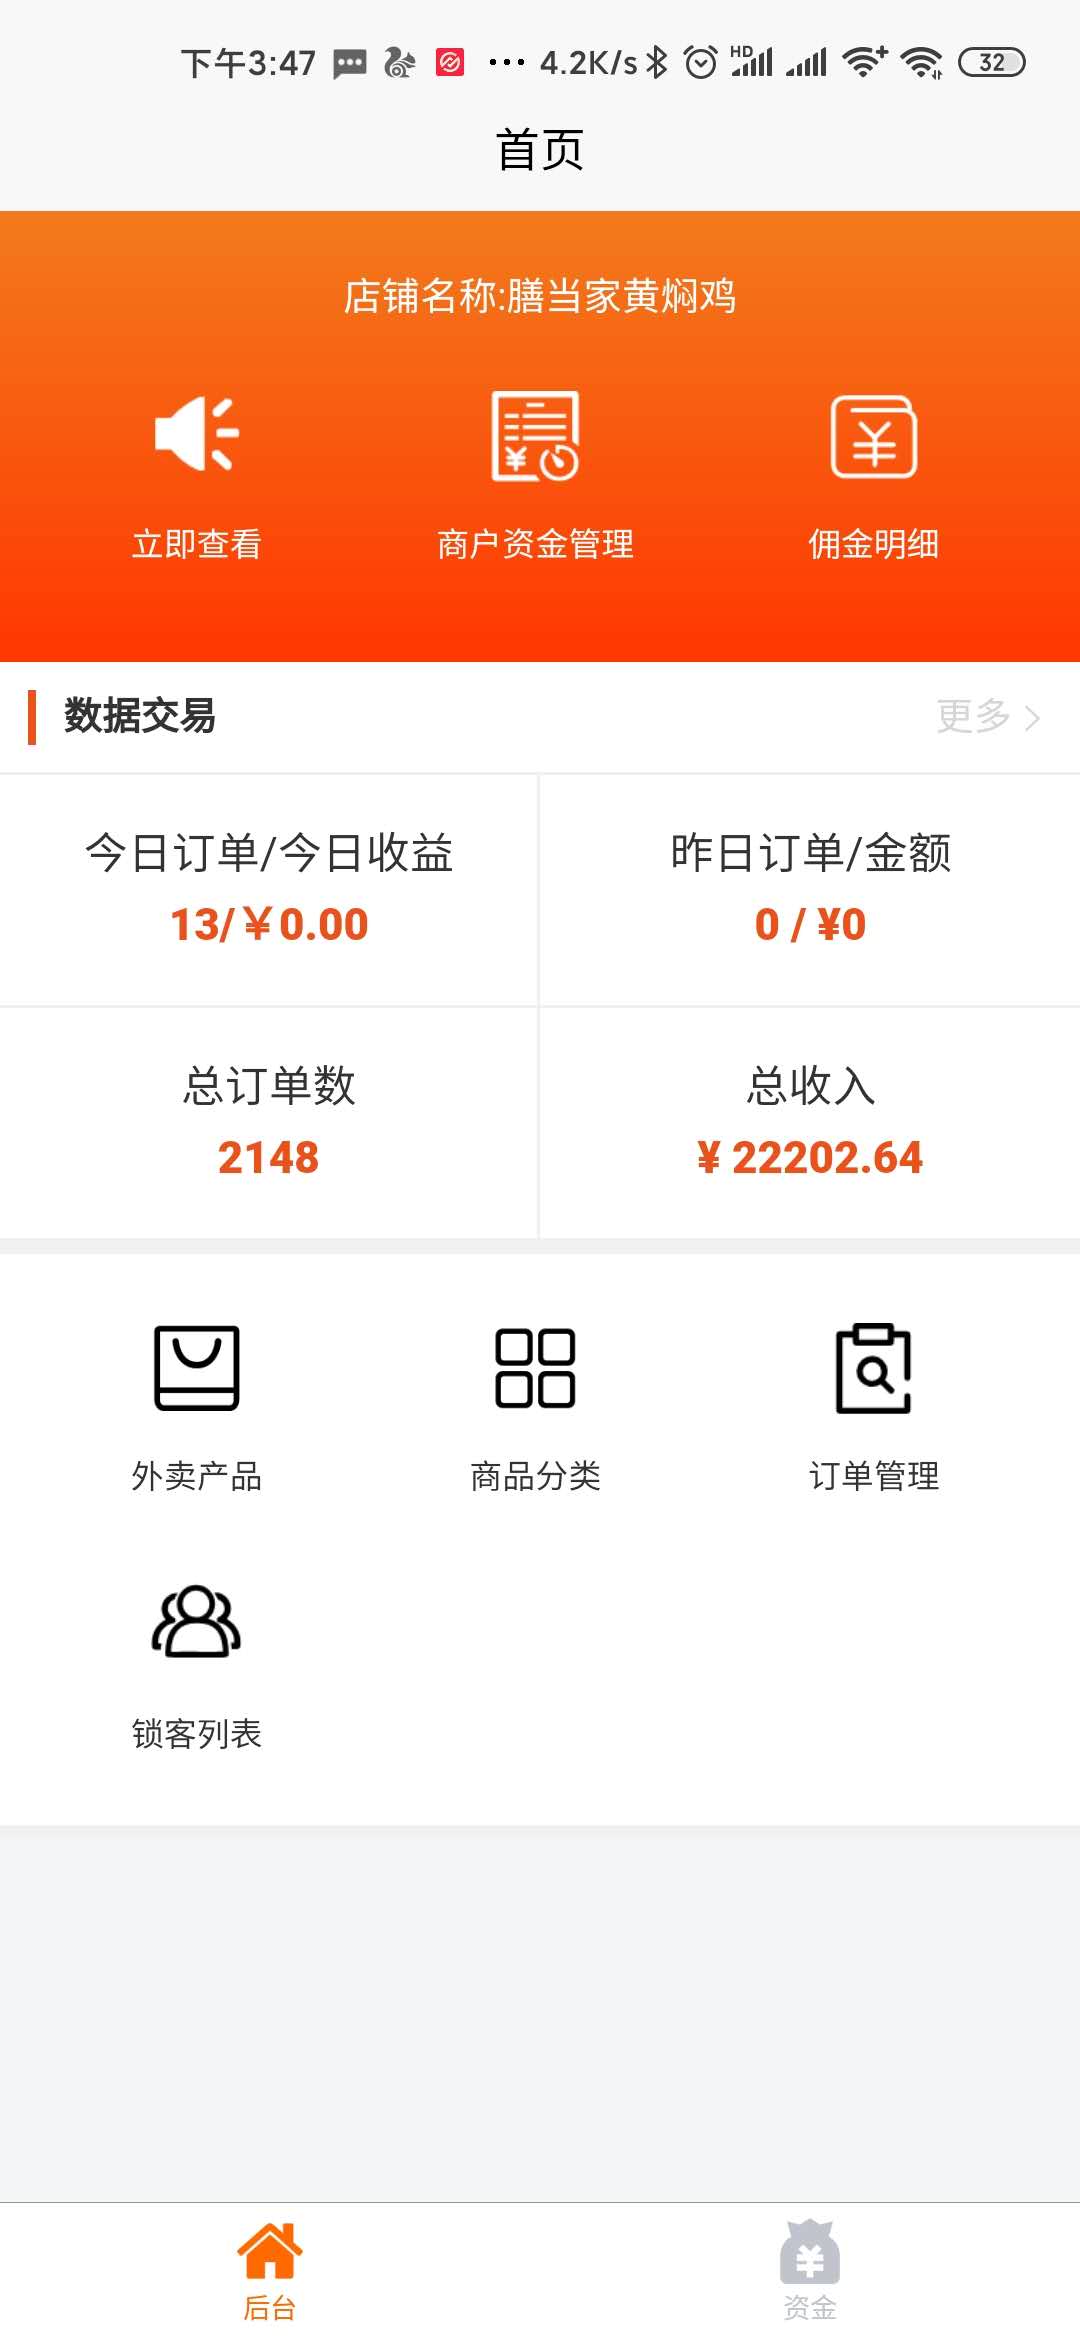 下午3:47 ... 4.2K/s HD 32
首页
店铺名称:膳当家黄焖鸡
立即查看 商户资金管理 佣金明细
数据交易 更多
今日订单/今日收益 昨日订单/金额
13/￥0.00 0 / ¥0
总订单数 总收入
2148 ¥ 22202.64
外卖产品 商品分类 订单管理
锁客列表
后台 资金